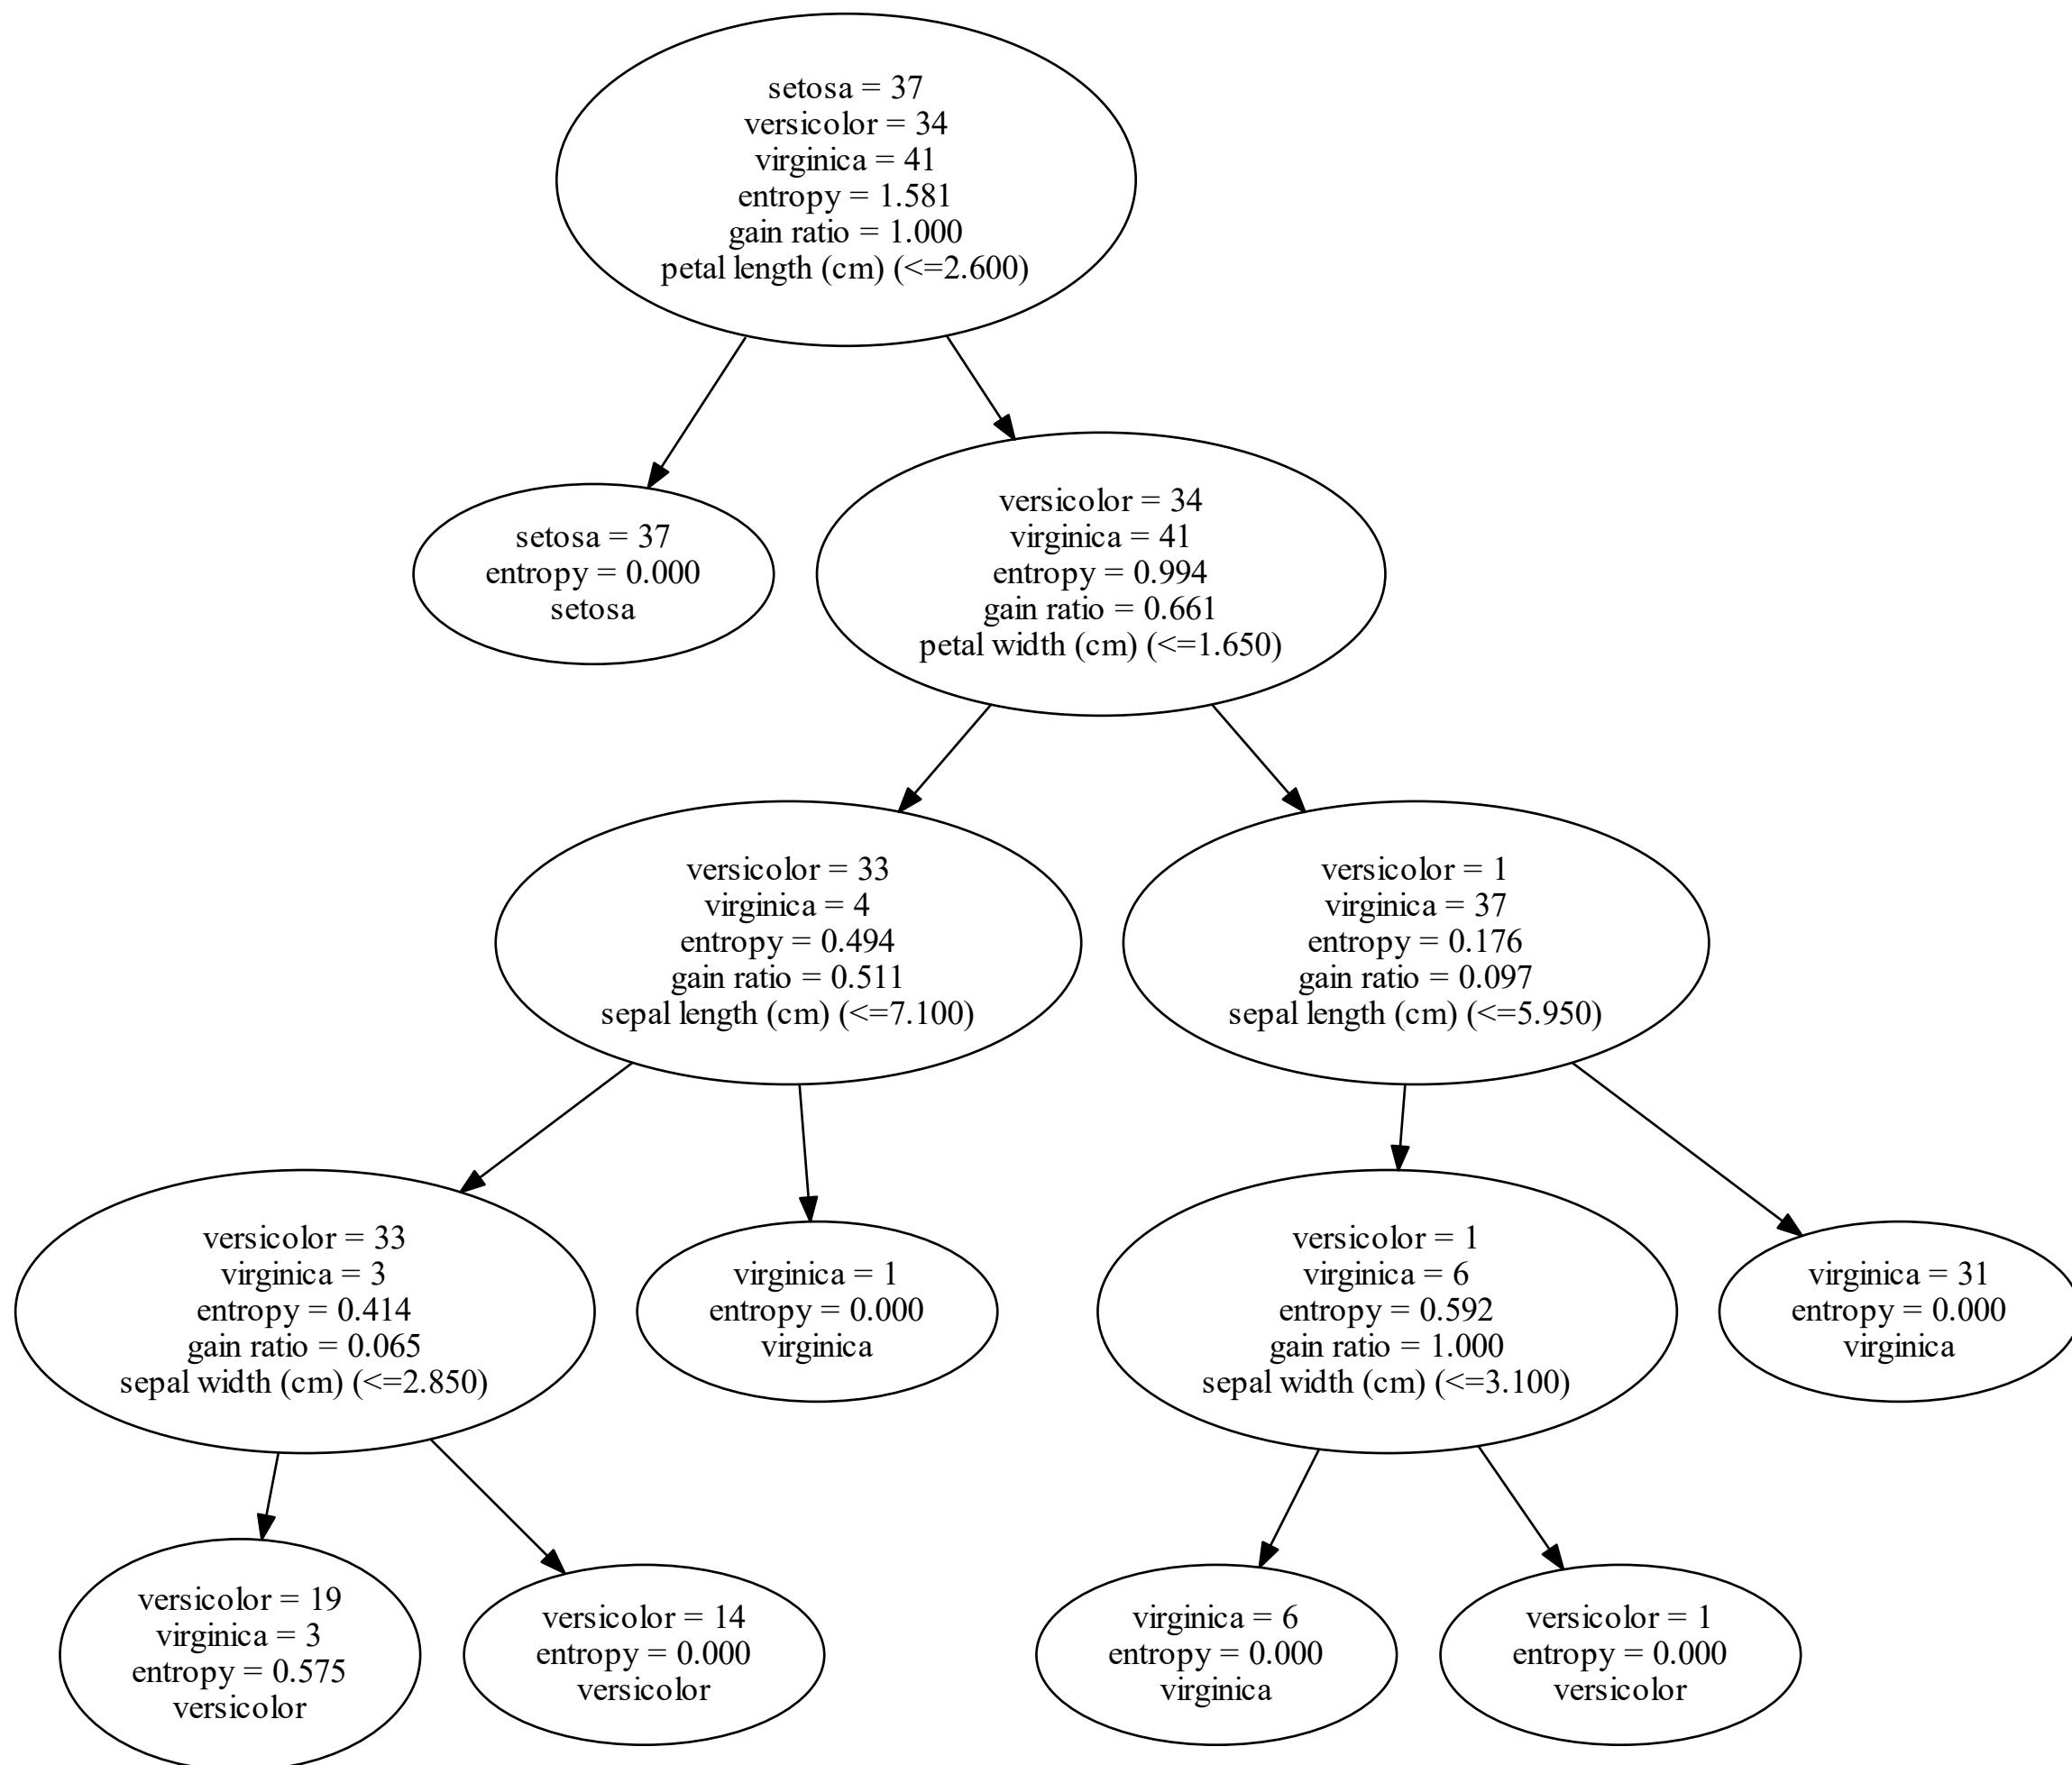 setosa = 37
versicolor = 34
virginica = 41
entropy = 1.581
gain ratio = 1.000
petal length (cm) (<=2.600)
setosa = 37
entropy = 0.000
setosa
versicolor = 34
virginica = 41
entropy = 0.994
gain ratio = 0.661
petal width (cm) (<=1.650)
versicolor = 33
virginica = 4
entropy = 0.494
gain ratio = 0.511
sepal length (cm) (<=7.100)
versicolor = 1
virginica = 37
entropy = 0.176
gain ratio = 0.097
sepal length (cm) (<=5.950)
versicolor = 33
virginica = 3
entropy = 0.414
gain ratio = 0.065
sepal width (cm) (<=2.850)
virginica = 1
entropy = 0.000
virginica
versicolor = 1
virginica = 6
entropy = 0.592
gain ratio = 1.000
sepal width (cm) (<=3.100)
virginica = 31
entropy = 0.000
virginica
versicolor = 19
virginica = 3
entropy = 0.575
versicolor
versicolor = 14
entropy = 0.000
versicolor
virginica = 6
entropy = 0.000
virginica
versicolor = 1
entropy = 0.000
versicolor